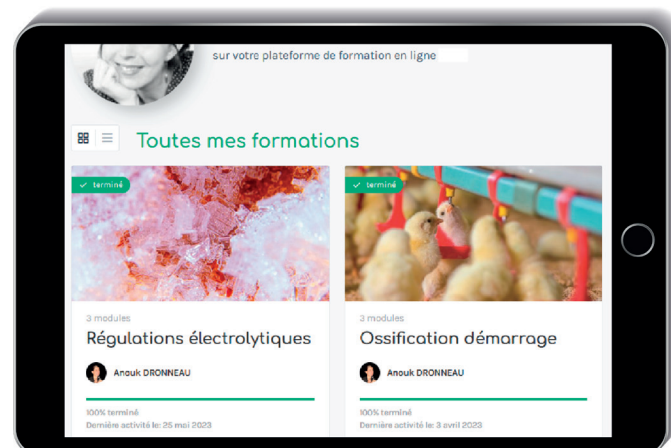 sur votre plateforme de formation en ligne
Toutes mes formations
terminé
terminé
3 modules
Régulations électrolytiques
Anouk DRONNEAU
100% terminé
Dernière activité le: 25 mai 2023
3 modules
Ossification démarrage
Anouk DRONNEAU
100% terminé
Dernière activité le: 3 avril 2023